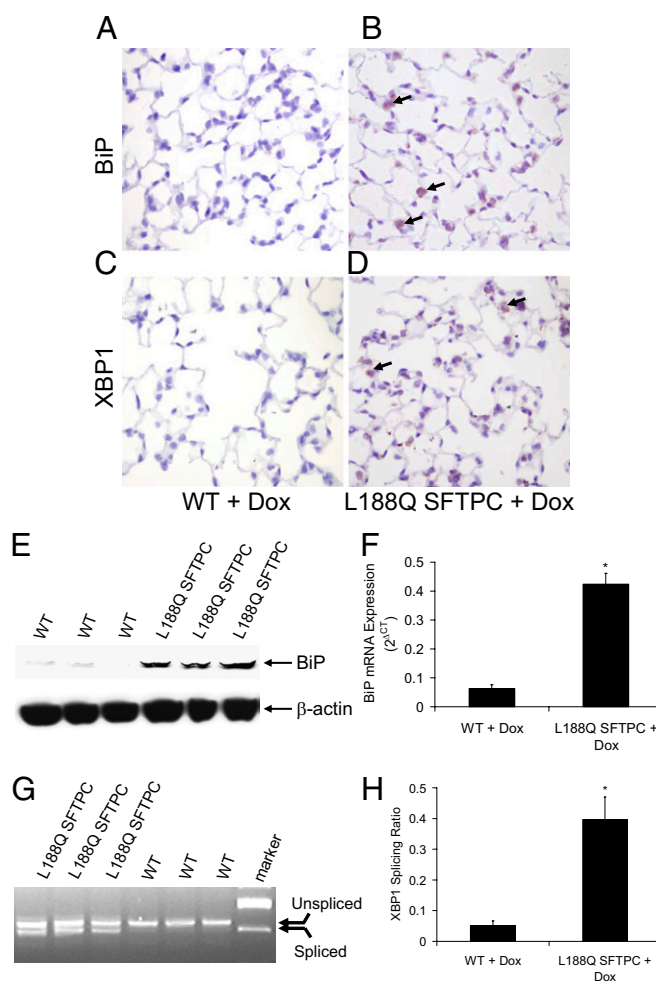 A
B
BiP
C
D
XBP1
WT + Dox
L188Q SFTPC + Dox
E
WT
WT
WT
L188Q SFTPC
L188Q SFTPC
L188Q SFTPC
BiP
β-actin
F
BiP mRNA Expression
(2^ΔCT)
0.5
0.4
0.3
0.2
0.1
0
*
WT + Dox
L188Q SFTPC +
Dox
G
L188Q SFTPC
L188Q SFTPC
L188Q SFTPC
WT
WT
WT
marker
Unspliced
Spliced
H
XBP1 Splicing Ratio
0.5
0.4
0.3
0.2
0.1
0
*
WT + Dox
L188Q SFTPC +
Dox